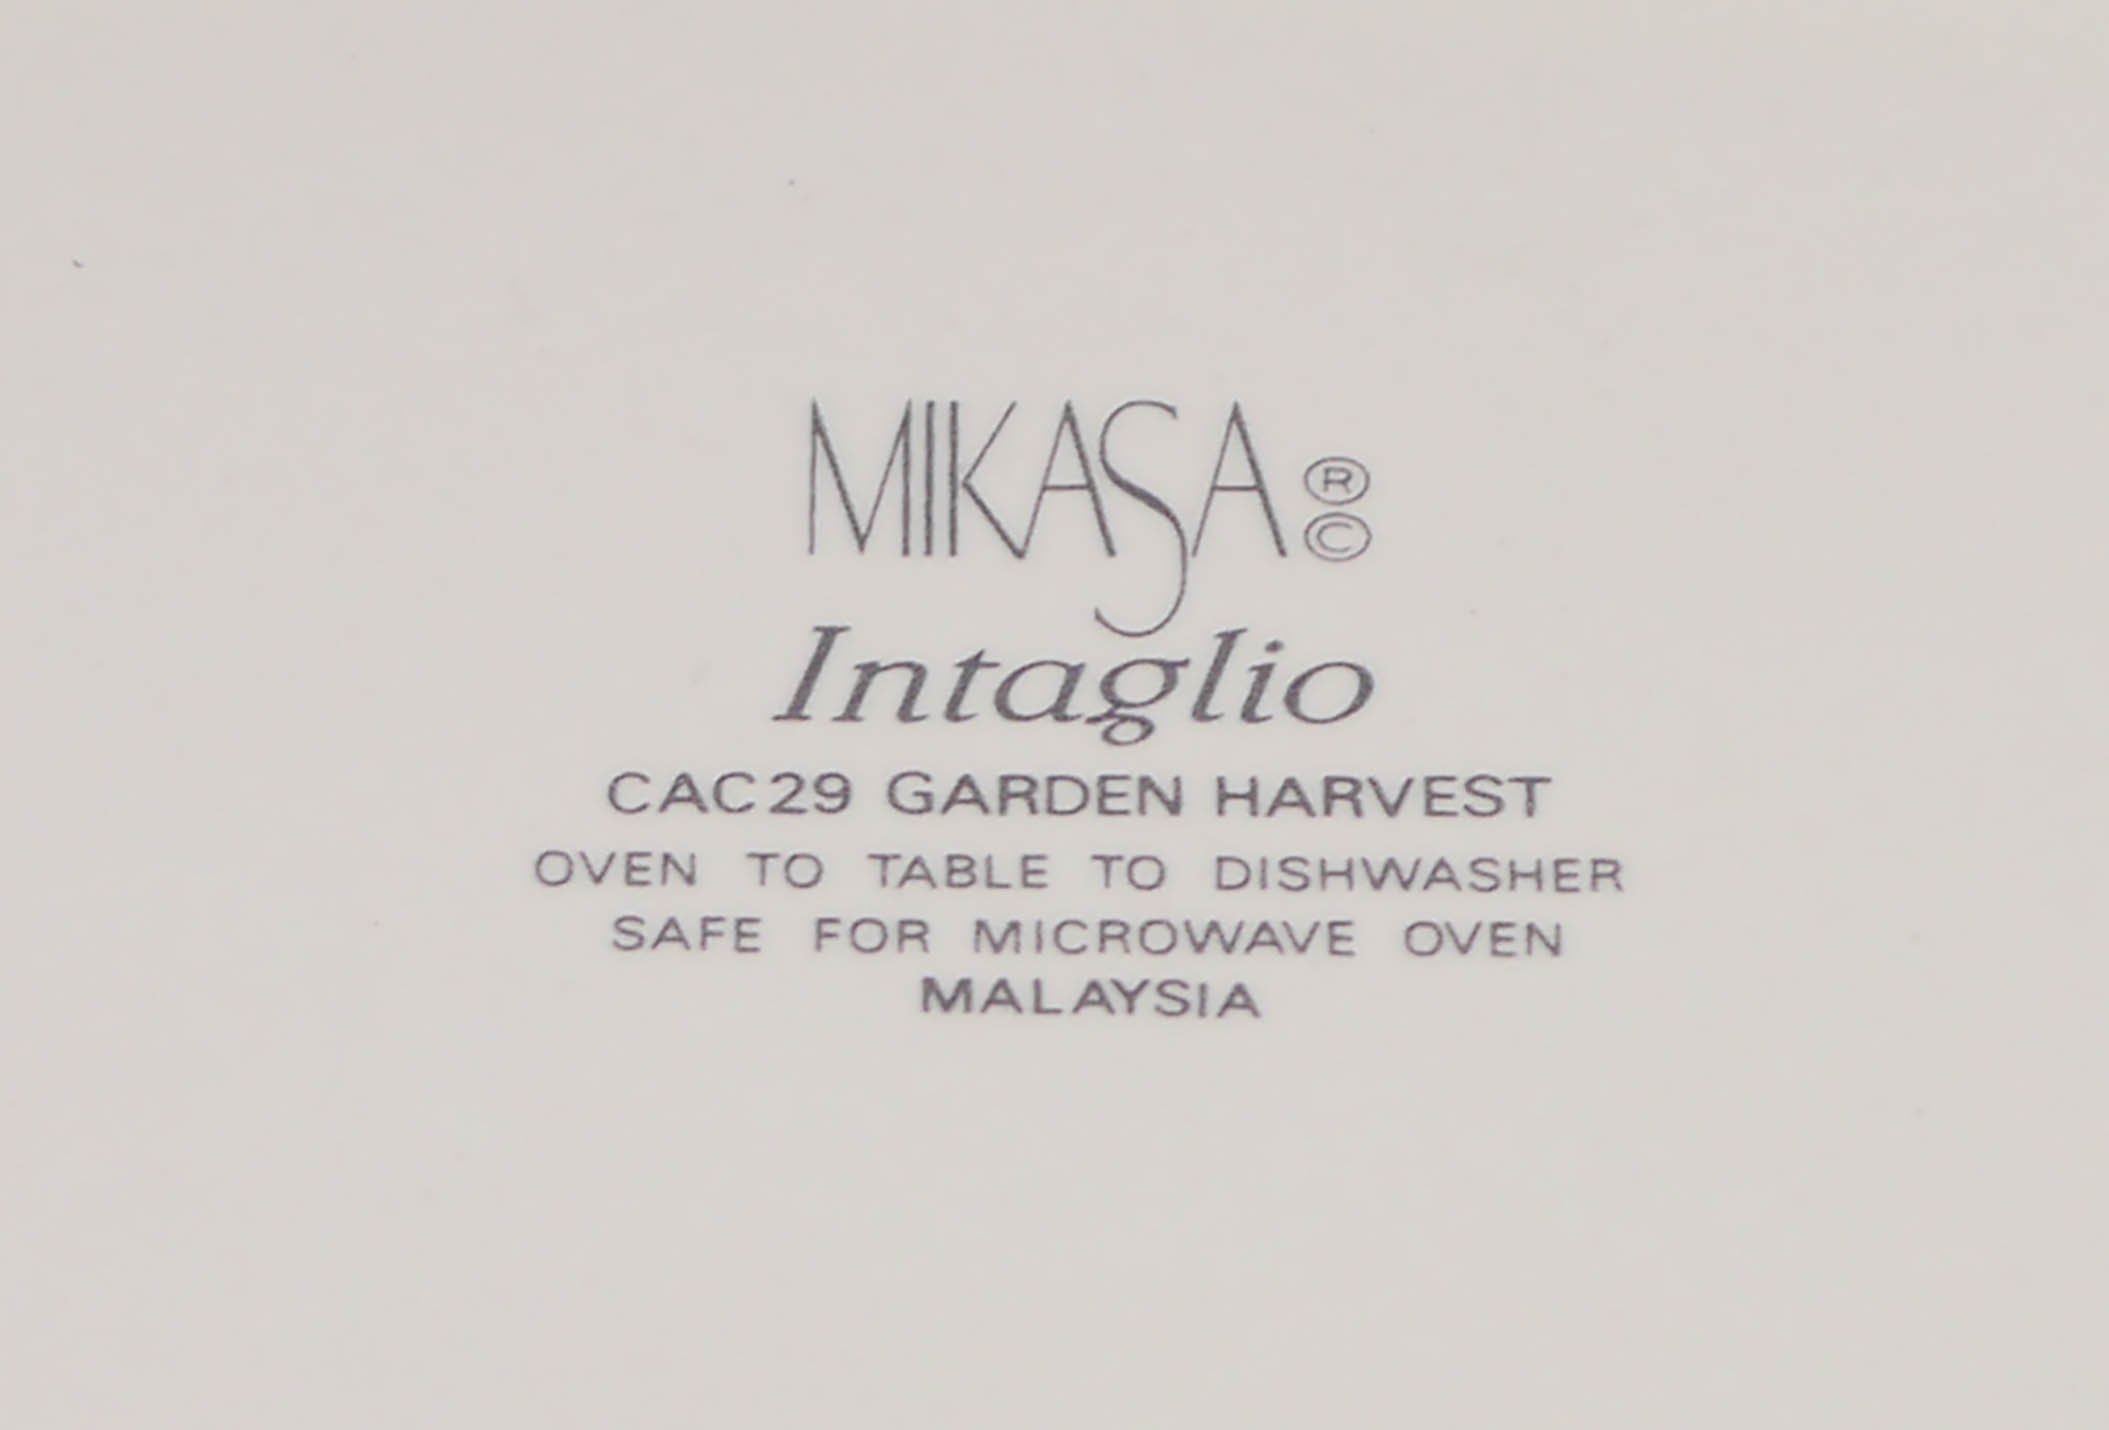 MIKASA ®
©
Intaglio
CAC29 GARDEN HARVEST
OVEN TO TABLE TO DISHWASHER
SAFE FOR MICROWAVE OVEN
MALAYSIA